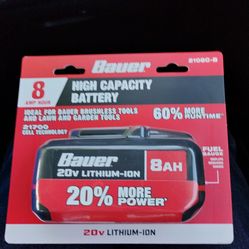 Bauer
21080-B
8
AMP HOUR
HIGH CAPACITY
BATTERY
IDEAL FOR BAUER BRUSHLESS TOOLS
AND LAWN AND GARDEN TOOLS
21700
CELL TECHNOLOGY
60% MORE
RUNTIME
FUEL
GAUGE
Bauer
20v LITHIUM-ION
8AH
20% MORE
POWER
20v LITHIUM-ION